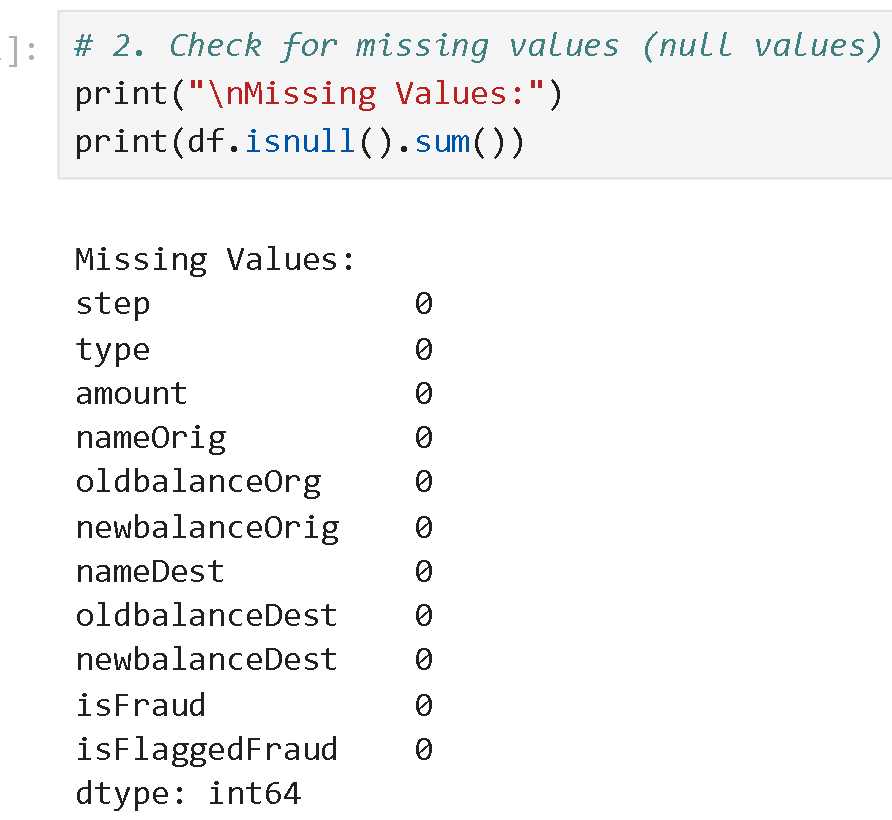 ]:
# 2. Check for missing values (null values)
print("\nMissing Values:")
print(df.isnull().sum())
Missing Values:
step 0
type 0
amount 0
nameOrig 0
oldbalanceOrg 0
newbalanceOrig 0
nameDest 0
oldbalanceDest 0
newbalanceDest 0
isFraud 0
isFlaggedFraud 0
dtype: int64